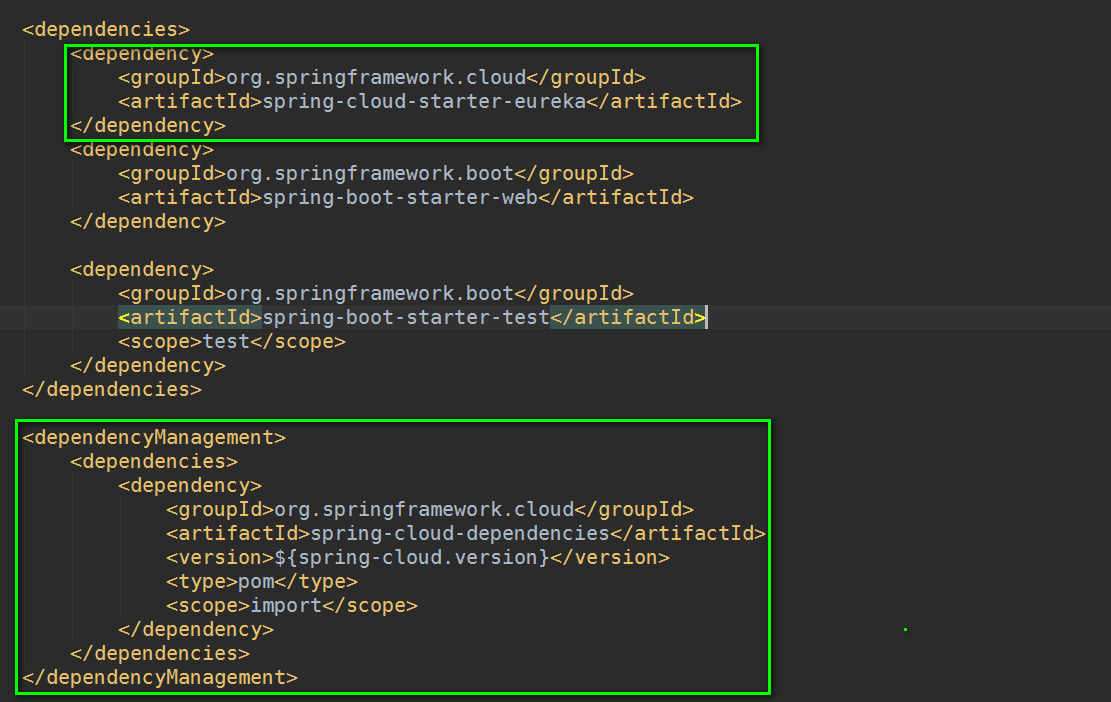 <dependencies>
    <dependency>
        <groupId>org.springframework.cloud</groupId>
        <artifactId>spring-cloud-starter-eureka</artifactId>
    </dependency>
    <dependency>
        <groupId>org.springframework.boot</groupId>
        <artifactId>spring-boot-starter-web</artifactId>
    </dependency>

    <dependency>
        <groupId>org.springframework.boot</groupId>
        <artifactId>spring-boot-starter-test</artifactId>
        <scope>test</scope>
    </dependency>
</dependencies>

<dependencyManagement>
    <dependencies>
        <dependency>
            <groupId>org.springframework.cloud</groupId>
            <artifactId>spring-cloud-dependencies</artifactId>
            <version>${spring-cloud.version}</version>
            <type>pom</type>
            <scope>import</scope>
        </dependency>
    </dependencies>
</dependencyManagement>